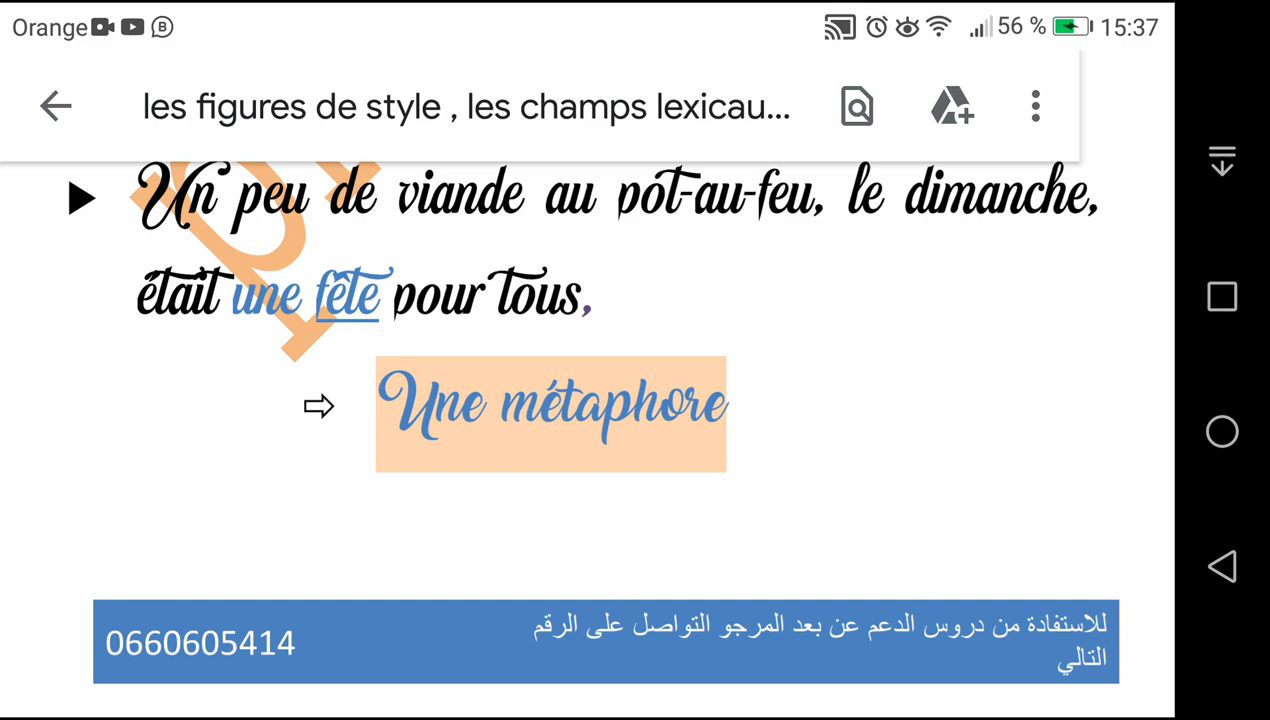 Orange 56 % 15:37
les figures de style , les champs lexicau...
Un peu de viande au pot-au-feu, le dimanche,
était une fête pour tous,
⇨ Une métaphore
للاستفادة من دروس الدعم عن بعد المرجو التواصل على الرقم
التالي
0660605414